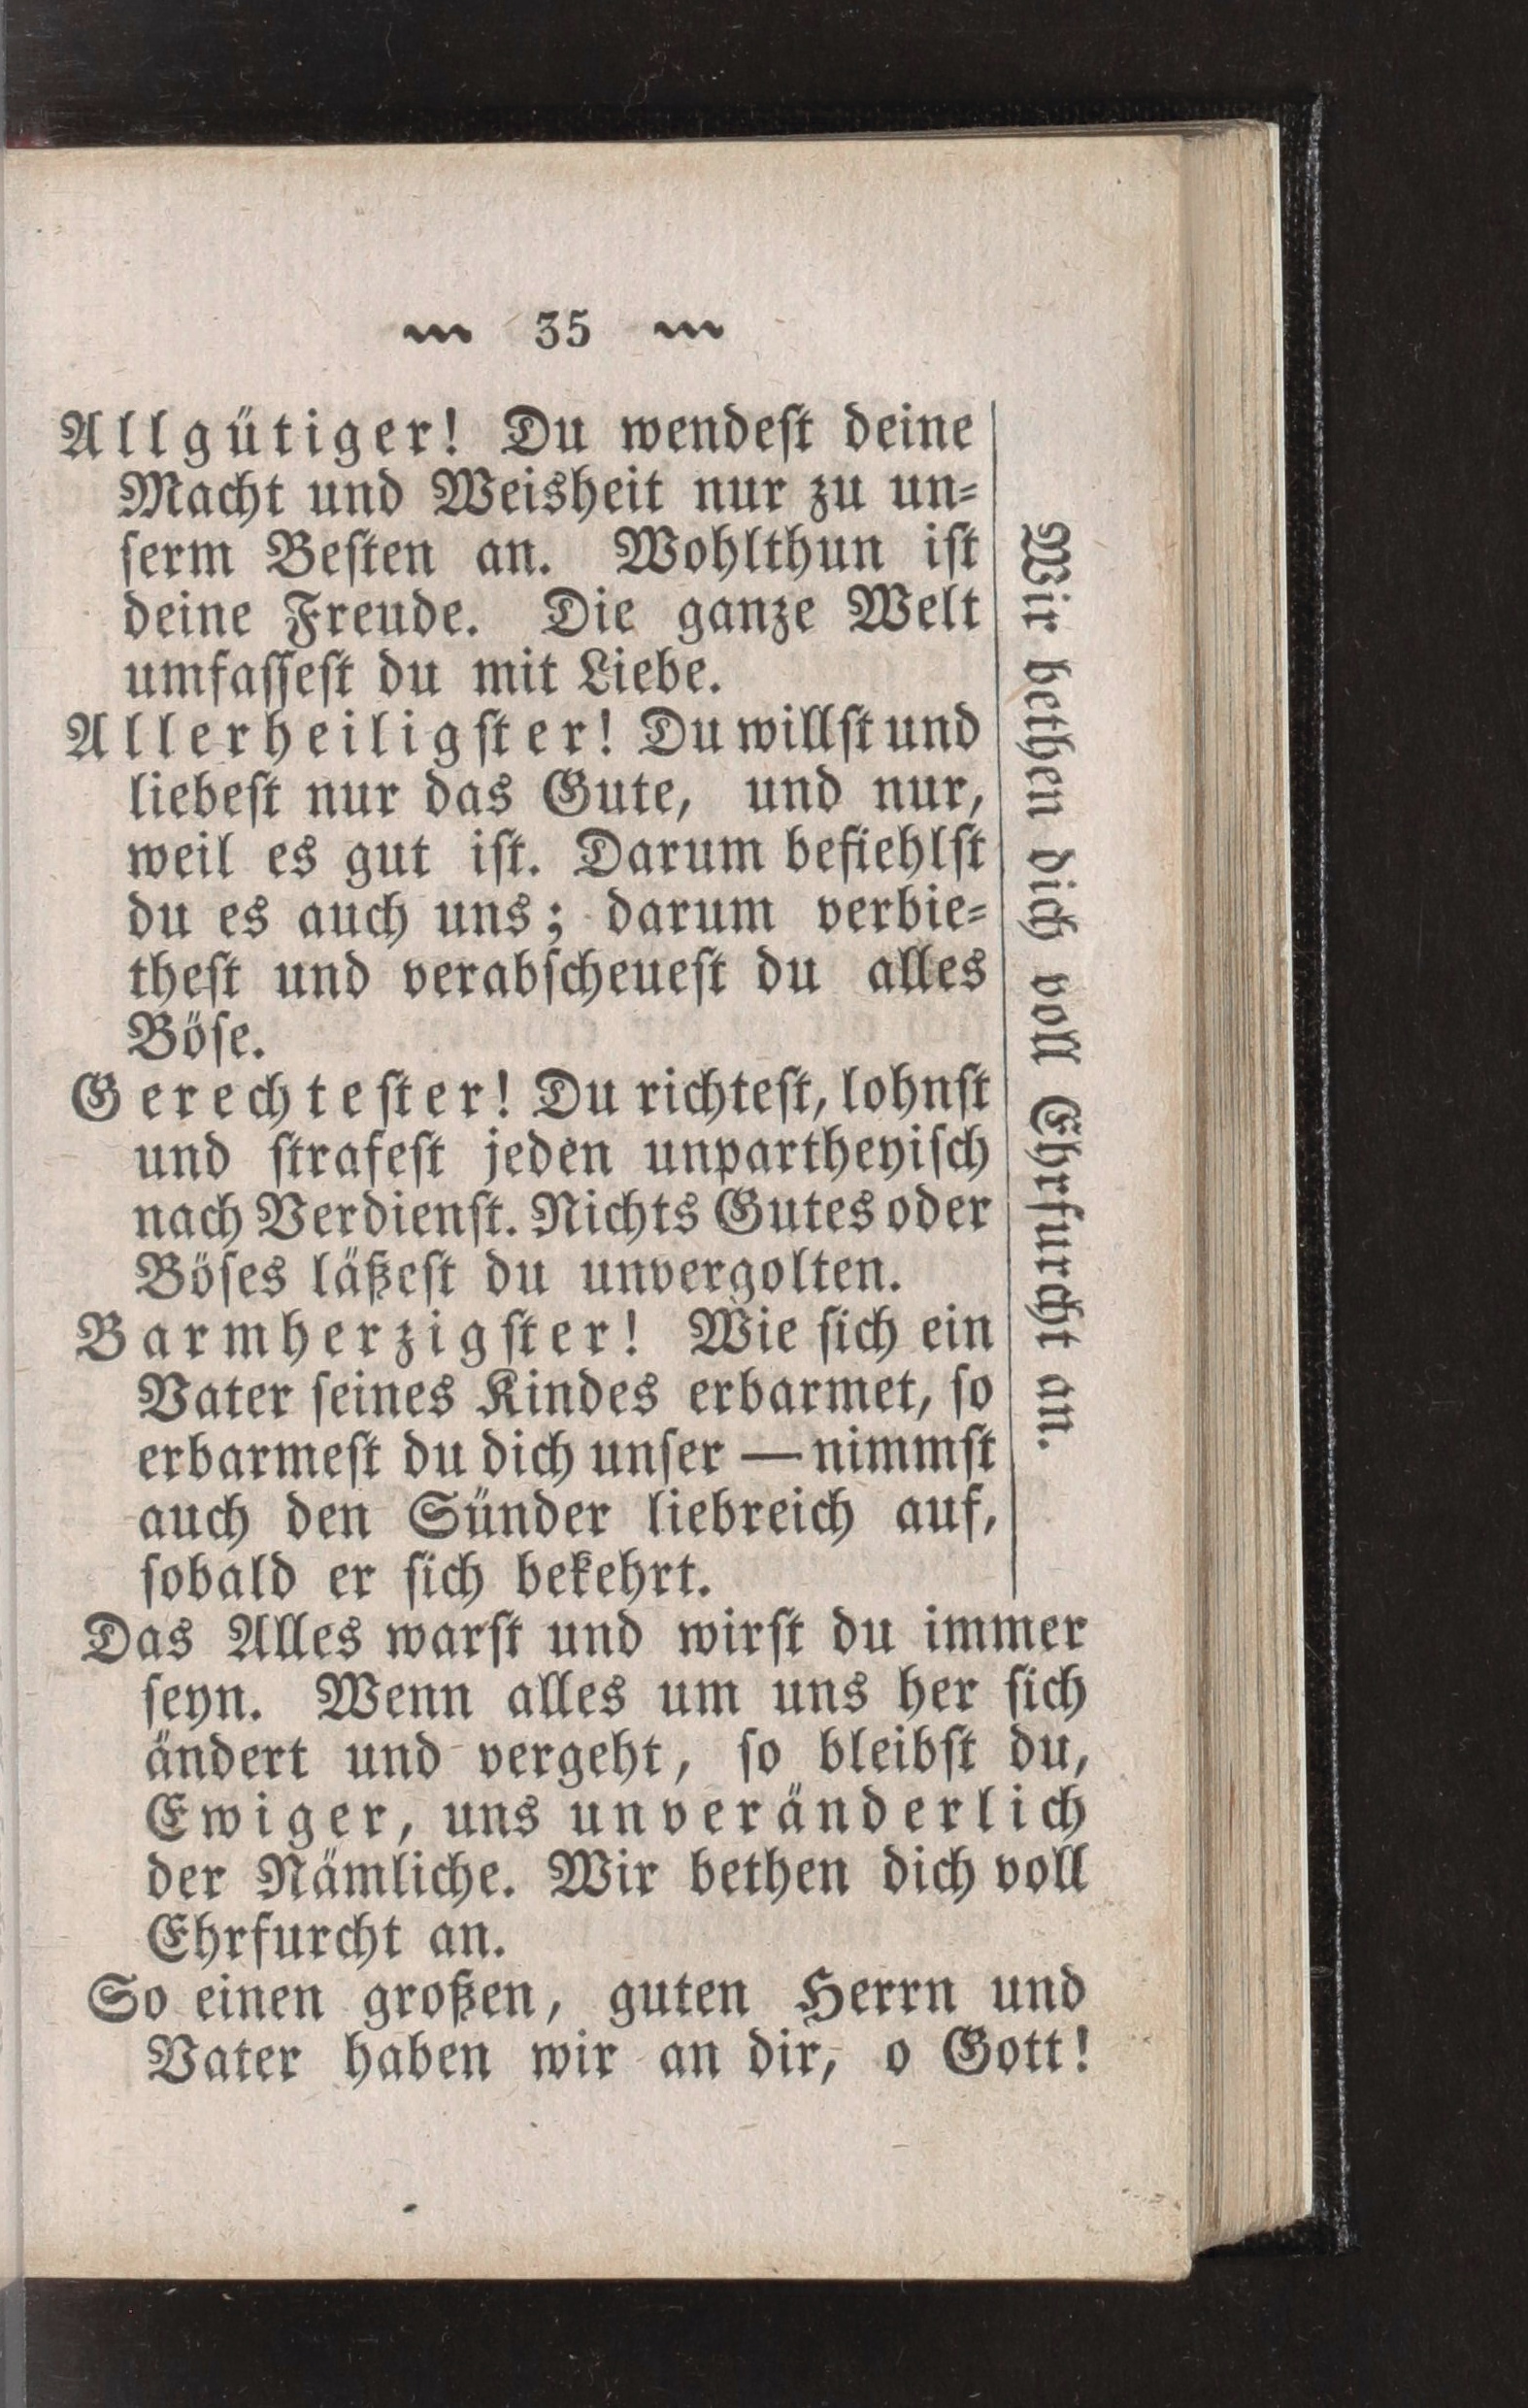 35
Allgütiger! Du wendeſt deine
Macht und Weisheit nur zu un⸗
ſerm Beſten an. Wohlthun iſt
deine Freude. Die ganze Welt
umfaſſeſt du mit Liebe.
Allerheiligſter! Du willſt und
liebeſt nur das Gute, und nur,
weil es gut iſt. Darum befiehlſt
du es auch uns; darum verbie⸗
theſt und verabſcheueſt du alles
Böſe.
Gerechteſter! Du richteſt, lohnſt
und ſtrafeſt jeden unpartheyiſch
nach Verdienſt. Nichts Gutes oder
Böſes läßeſt du unvergolten.
Barmherzigſter! Wie ſich ein
Vater ſeines Kindes erbarmet, ſo
erbarmeſt du dich unſer — nimmſt
auch den Sünder liebreich auf,
ſobald er ſich bekehrt.
Wir bethen dich voll Ehrfurcht an.
Das Alles warſt und wirſt du immer
ſeyn. Wenn alles um uns her ſich
ändert und vergeht, ſo bleibſt du,
Ewiger, uns unveränderlich
der Nämliche. Wir bethen dich voll
Ehrfurcht an.
So einen großen, guten Herrn und
Vater haben wir an dir, o Gott!